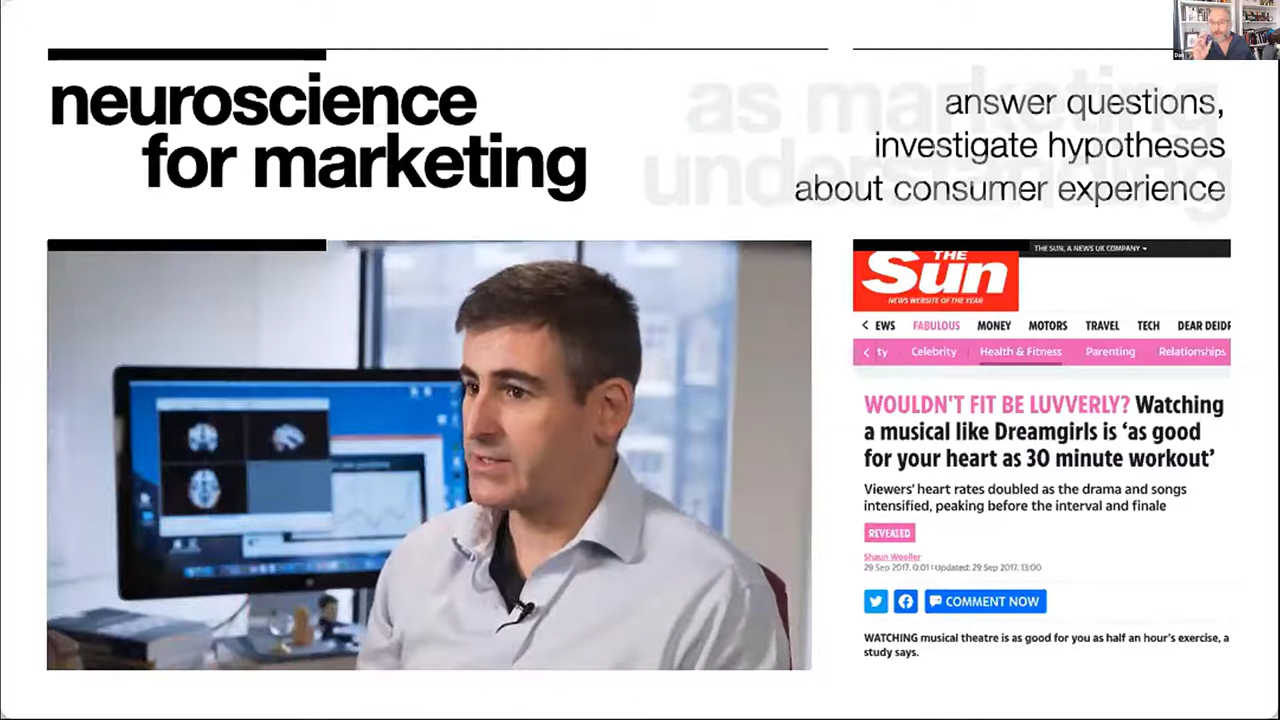 neuroscience
for marketing
as marketing
understanding
answer questions,
investigate hypotheses
about consumer experience
THE SUN, A NEWS UK COMPANY
THE
Sun
NEWS WEBSITE OF THE YEAR
EWS FABULOUS MONEY MOTORS TRAVEL TECH DEAR DEIDR
ty Celebrity Health & Fitness Parenting Relationships
WOULDN'T FIT BE LUVVERLY? Watching
a musical like Dreamgirls is ‘as good
for your heart as 30 minute workout’
Viewers' heart rates doubled as the drama and songs
intensified, peaking before the interval and finale
REVEALED
Shaun Wooller
29 Sep 2017, 0:01 | Updated: 29 Sep 2017, 13:00
COMMENT NOW
WATCHING musical theatre is as good for you as half an hour's exercise, a
study says.